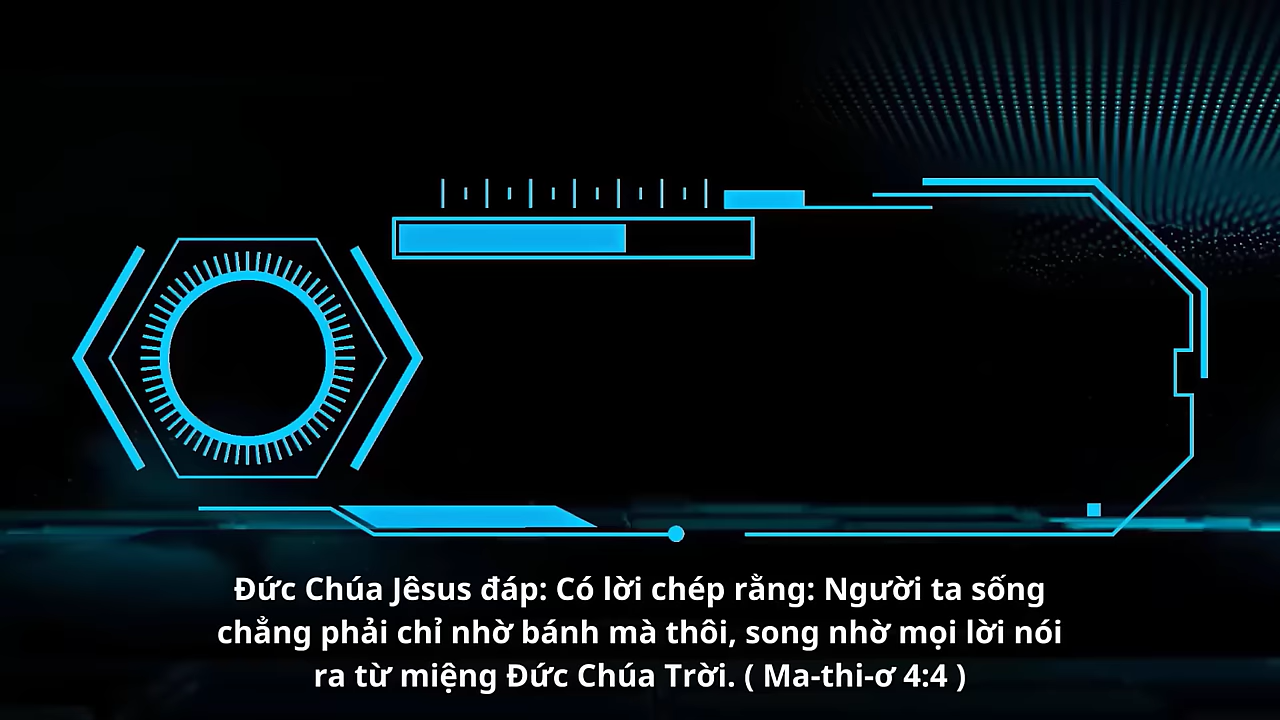 Đức Chúa Jêsus đáp: Có lời chép rằng: Người ta sống
chẳng phải chỉ nhờ bánh mà thôi, song nhờ mọi lời nói
ra từ miệng Đức Chúa Trời. ( Ma-thi-ơ 4:4 )